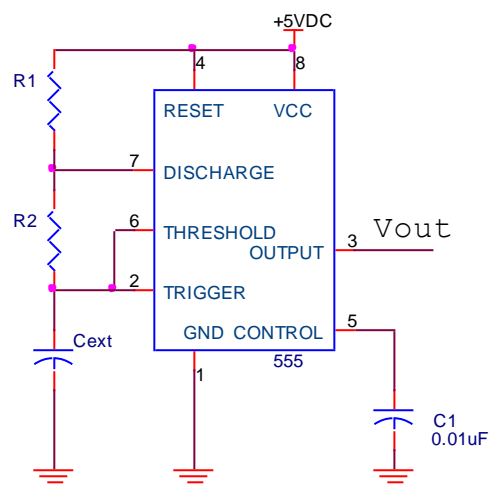 +5VDC
4
8
R1
RESET
VCC
7
DISCHARGE
R2
6
THRESHOLD
Vout
OUTPUT
3
2
TRIGGER
GND
CONTROL
5
Cext
555
1
C1
0.01uF